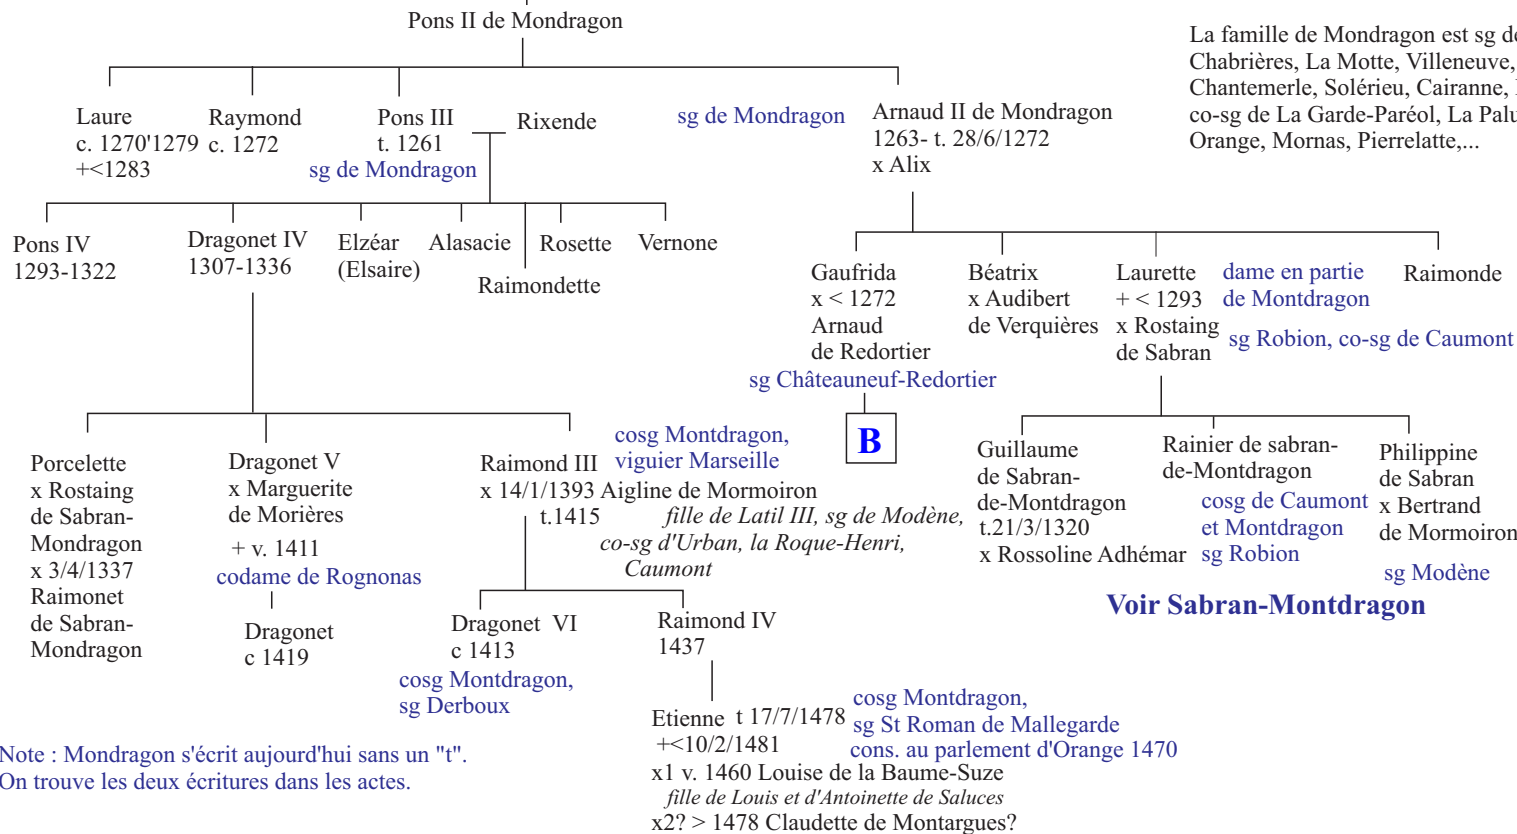 Pons II de Mondragon
La famille de Mondragon est sg de
Chabrières, La Motte, Villeneuve,
Chantemerle, Solérieu, Cairanne,
co-sg de La Garde-Paréol, La Palu
Orange, Mornas, Pierrelatte,...
Laure
c. 1270'1279
+<1283
Raymond
c. 1272
Pons III
t. 1261
sg de Mondragon
Rixende
sg de Mondragon
Arnaud II de Mondragon
1263- t. 28/6/1272
x Alix
Pons IV
1293-1322
Dragonet IV
1307-1336
Elzéar
(Elsaire)
Alasacie
Raimondette
Rosette
Vernone
Gaufrida
x < 1272
Arnaud
de Redortier
sg Châteauneuf-Redortier
B
Béatrix
x Audibert
de Verquières
Laurette
+ < 1293
x Rostaing
de Sabran
dame en partie
de Montdragon
sg Robion, co-sg de Caumont
Raimonde
Porcelette
x Rostaing
de Sabran-
Mondragon
x 3/4/1337
Raimonet
de Sabran-
Mondragon
Dragonet V
x Marguerite
de Morières
+ v. 1411
codame de Rognonas
Dragonet
c 1419
cosg Montdragon,
viguier Marseille
Raimond III
x 14/1/1393 Aigline de Mormoiron
t.1415
fille de Latil III, sg de Modène,
co-sg d'Urban, la Roque-Henri,
Caumont
Dragonet VI
c 1413
cosg Montdragon,
sg Derboux
Raimond IV
1437
Etienne t 17/7/1478
+<10/2/1481
cosg Montdragon,
sg St Roman de Mallegarde
cons. au parlement d'Orange 1470
x1 v. 1460 Louise de la Baume-Suze
fille de Louis et d'Antoinette de Saluces
x2? > 1478 Claudette de Montargues?
Guillaume
de Sabran-
de-Montdragon
t.21/3/1320
x Rossoline Adhémar
Rainier de sabran-
de-Montdragon
cosg de Caumont
et Montdragon
sg Robion
Philippine
de Sabran
x Bertrand
de Mormoiron
sg Modène
Voir Sabran-Montdragon
Note : Mondragon s'écrit aujourd'hui sans un "t".
On trouve les deux écritures dans les actes.